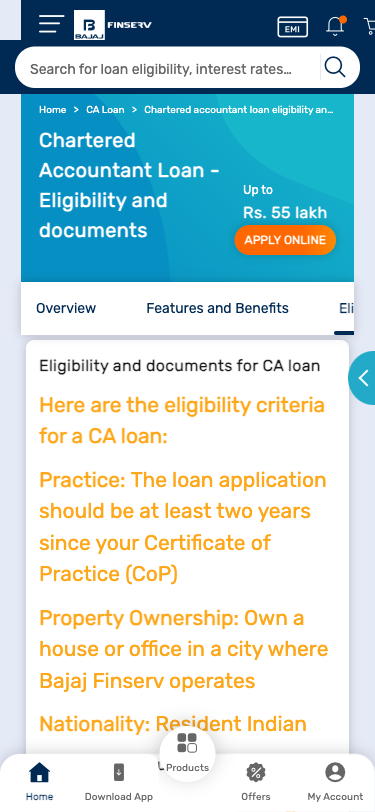 BAJAJ FINSERV
EMI
Search for loan eligibility, interest rates...
Home > CA Loan > Chartered accountant loan eligibility an...
Chartered
Accountant Loan -
Eligibility and
documents
Up to
Rs. 55 lakh
APPLY ONLINE
Overview Features and Benefits Eli
Eligibility and documents for CA loan
Here are the eligibility criteria
for a CA loan:
Practice: The loan application
should be at least two years
since your Certificate of
Practice (CoP)
Property Ownership: Own a
house or office in a city where
Bajaj Finserv operates
Nationality: Resident Indian
Home Download App Products Offers My Account